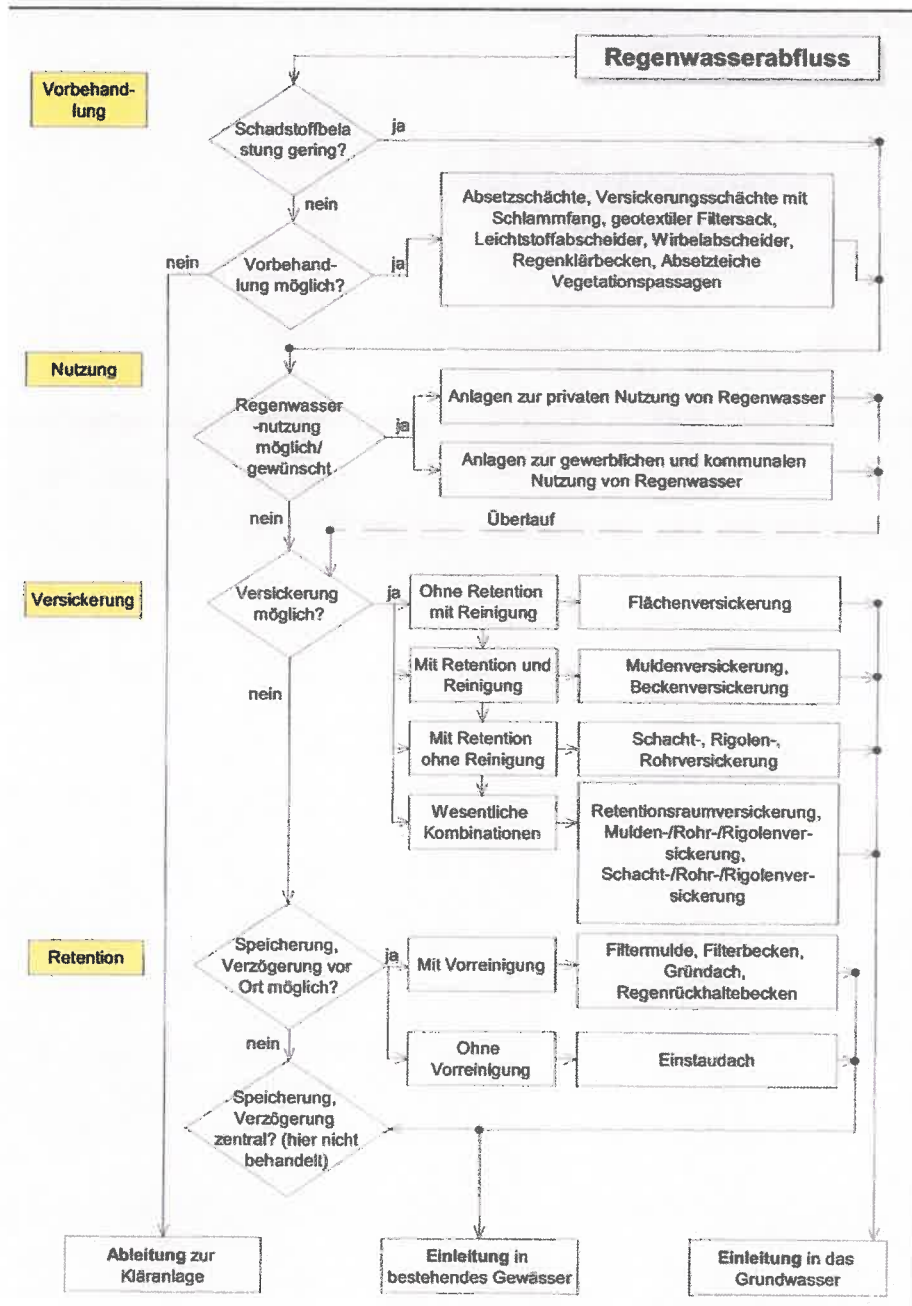 Regenwasserabfluss
Vorbehand-
lung
Schadstoffbela
stung gering?
ja
nein
Absetzschächte, Versickerungsschächte mit
Schlammfang, geotextiler Filtersack,
Leichtstoffabscheider, Wirbelabscheider,
Regenklärbecken, Absetzteiche
Vegetationspassagen
nein
Vorbehand-
lung möglich?
ja
Nutzung
Regenwasser
-nutzung
möglich/
gewünscht
ja
Anlagen zur privaten Nutzung von Regenwasser
Anlagen zur gewerblichen und kommunalen
Nutzung von Regenwasser
nein
Überlauf
Versickerung
Versickerung
möglich?
ja
Ohne Retention
mit Reinigung
Flächenversickerung
Mit Retention und
Reinigung
Muldenversickerung,
Beckenversickerung
nein
Mit Retention
ohne Reinigung
Schacht-, Rigolen-,
Rohrversickerung
Wesentliche
Kombinationen
Retentionsraumversickerung,
Mulden-/Rohr-/Rigolenver-
sickerung,
Schacht-/Rohr-/Rigolenver-
sickerung
Retention
Speicherung,
Verzögerung vor
Ort möglich?
ja
Mit Vorreinigung
Filtermulde, Filterbecken,
Gründach,
Regenrückhaltebecken
nein
Ohne
Vorreinigung
Einstaudach
Speicherung,
Verzögerung
zentral? (hier nicht
behandelt)
Ableitung zur
Kläranlage
Einleitung in
bestehendes Gewässer
Einleitung in das
Grundwasser